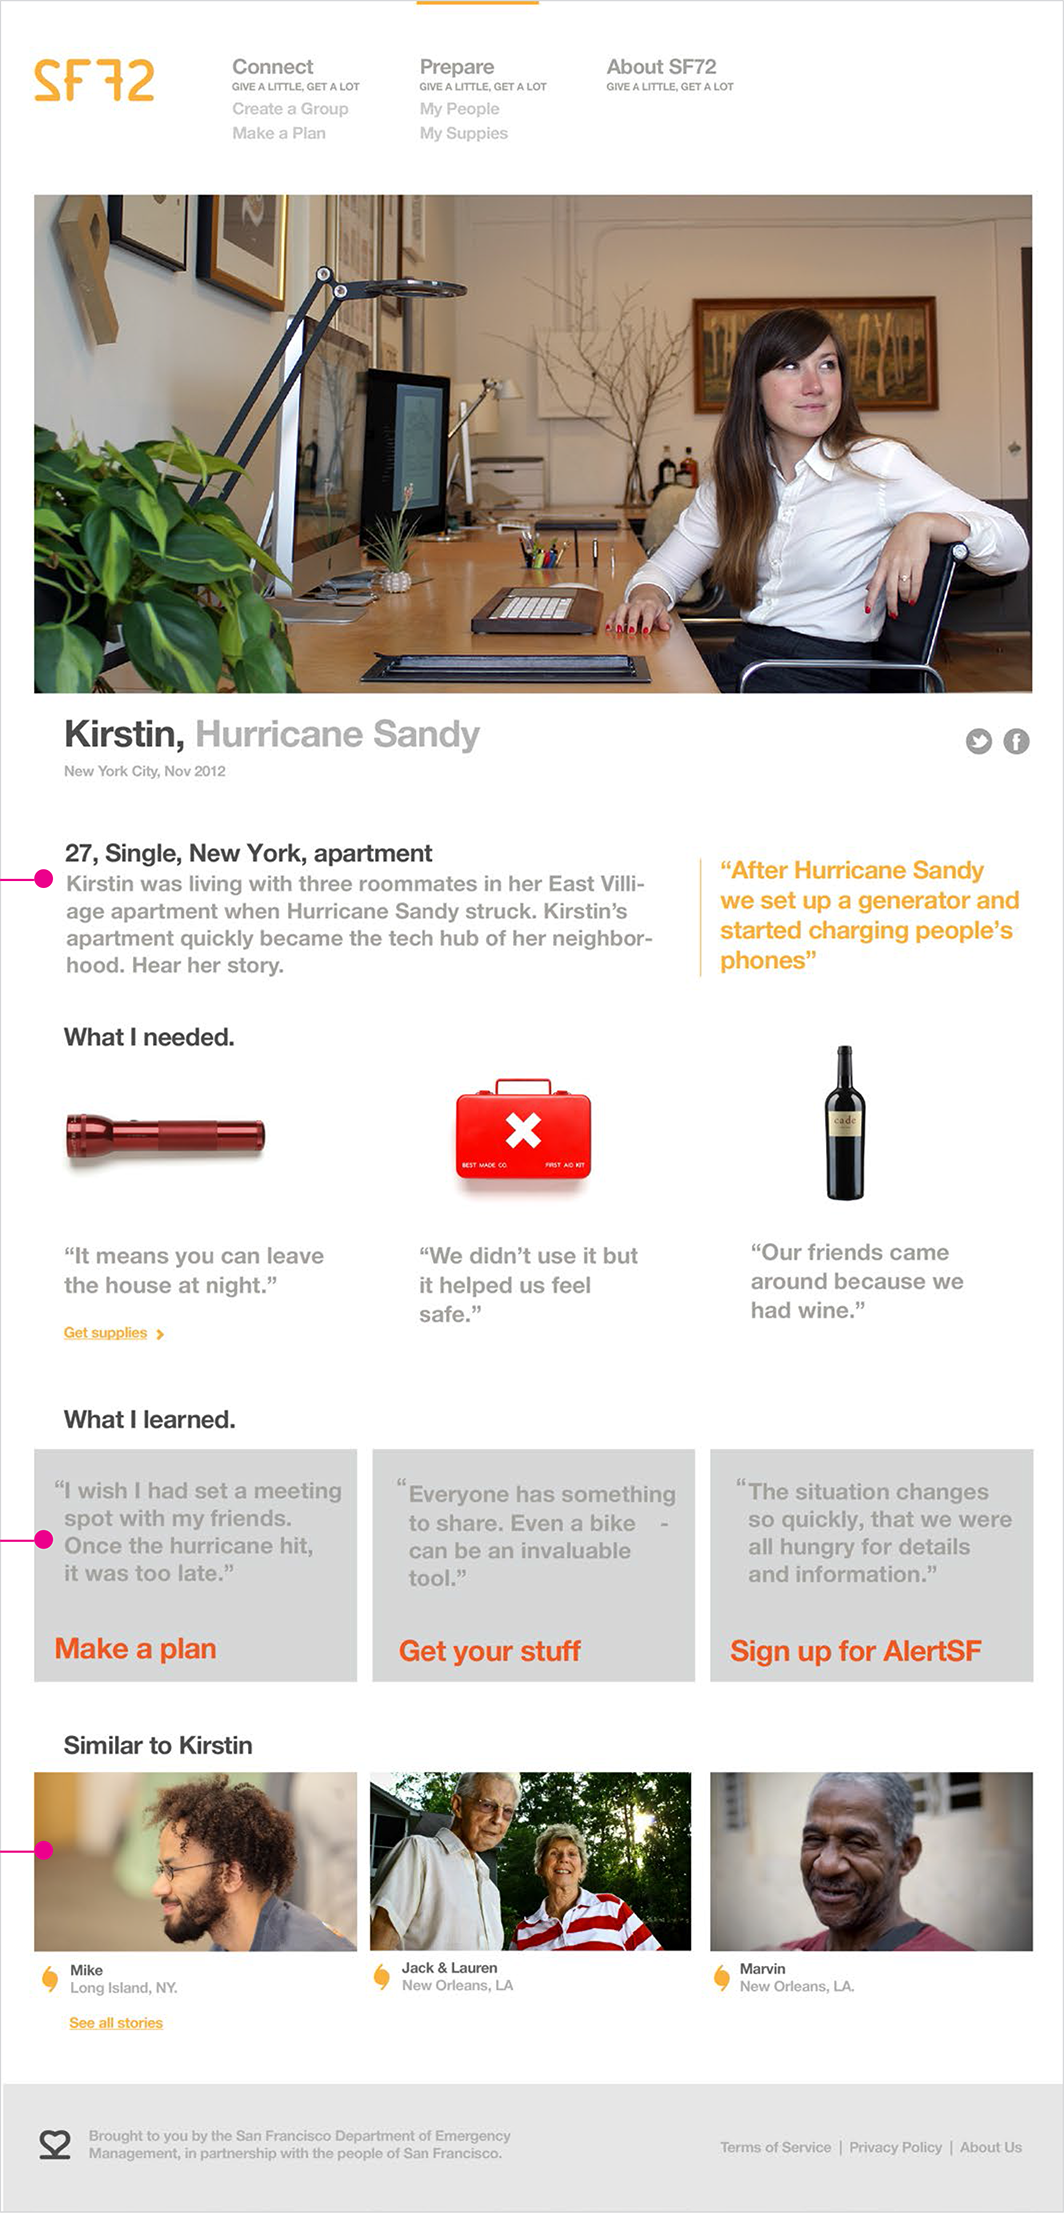 SF72
Connect
GIVE A LITTLE, GET A LOT
Create a Group
Make a Plan
Prepare
GIVE A LITTLE, GET A LOT
My People
My Suppies
About SF72
GIVE A LITTLE, GET A LOT
Kirstin, Hurricane Sandy
New York City, Nov 2012
27, Single, New York, apartment
Kirstin was living with three roommates in her East Villi-
age apartment when Hurricane Sandy struck. Kirstin’s
apartment quickly became the tech hub of her neighbor-
hood. Hear her story.
“After Hurricane Sandy
we set up a generator and
started charging people’s
phones”
What I needed.
BEST MADE CO. FIRST AID KIT
cade
“It means you can leave
the house at night.”
“We didn’t use it but
it helped us feel
safe.”
“Our friends came
around because we
had wine.”
Get supplies
What I learned.
“I wish I had set a meeting
spot with my friends.
Once the hurricane hit,
it was too late.”
Make a plan
“Everyone has something
to share. Even a bike -
can be an invaluable
tool.”
Get your stuff
“The situation changes
so quickly, that we were
all hungry for details
and information.”
Sign up for AlertSF
Similar to Kirstin
Mike
Long Island, NY.
Jack & Lauren
New Orleans, LA
Marvin
New Orleans, LA.
See all stories
Brought to you by the San Francisco Department of Emergency
Management, in partnership with the people of San Francisco.
Terms of Service | Privacy Policy | About Us